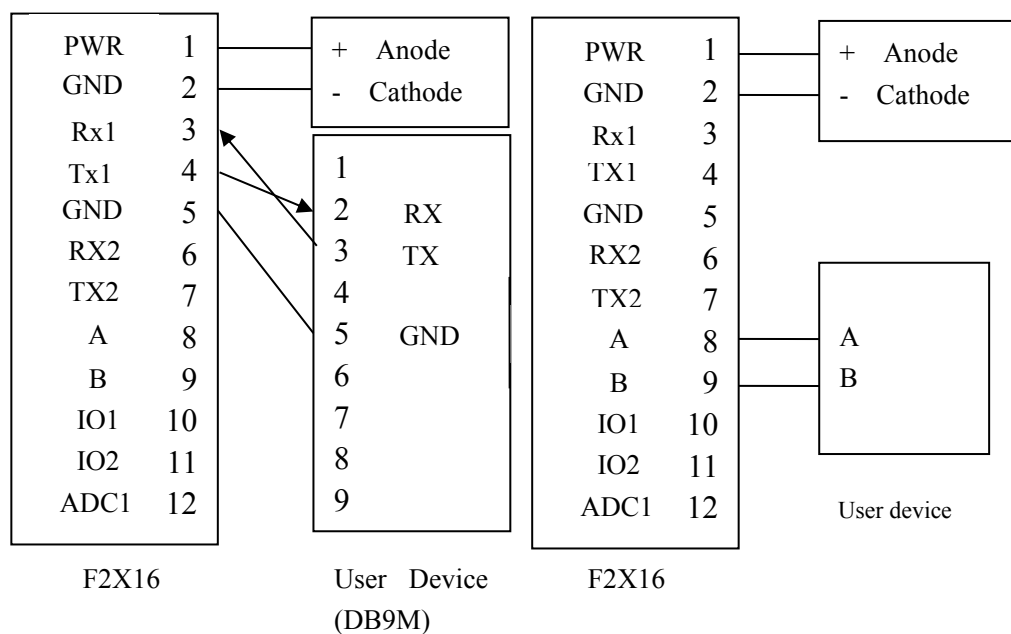 PWR 1
GND 2
Rx1 3
Tx1 4
GND 5
RX2 6
TX2 7
A 8
B 9
IO1 10
IO2 11
ADC1 12
F2X16
+ Anode
- Cathode
1
2 RX
3 TX
4
5 GND
6
7
8
9
User Device
(DB9M)
PWR 1
GND 2
Rx1 3
TX1 4
GND 5
RX2 6
TX2 7
A 8
B 9
IO1 10
IO2 11
ADC1 12
F2X16
+ Anode
- Cathode
A
B
User device